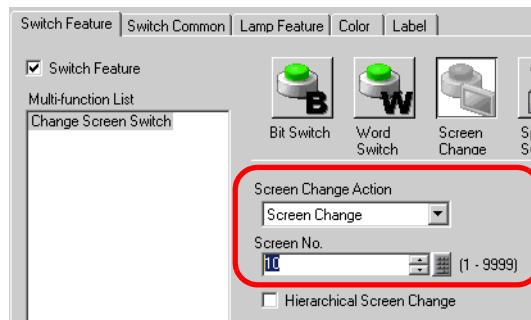 Switch Feature Switch Common Lamp Feature Color Label
Switch Feature
Multi-function List
Change Screen Switch
B W
Bit Switch Word Switch Screen Change
Screen Change Action
Screen Change
Screen No.
10 (1 - 9999)
Hierarchical Screen Change